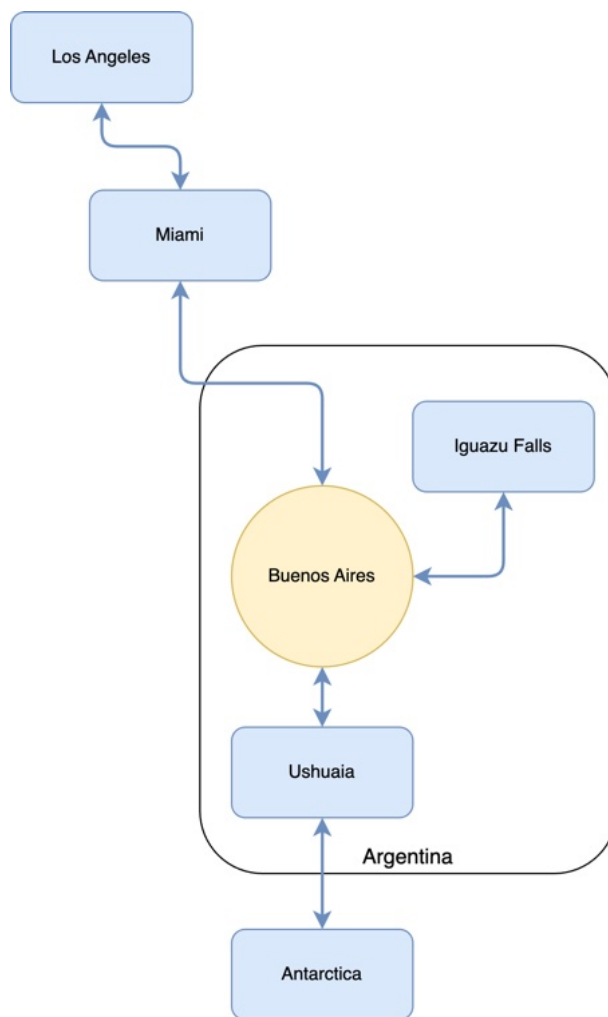 Los Angeles
Miami
Iguazu Falls
Buenos Aires
Ushuaia
Argentina
Antarctica